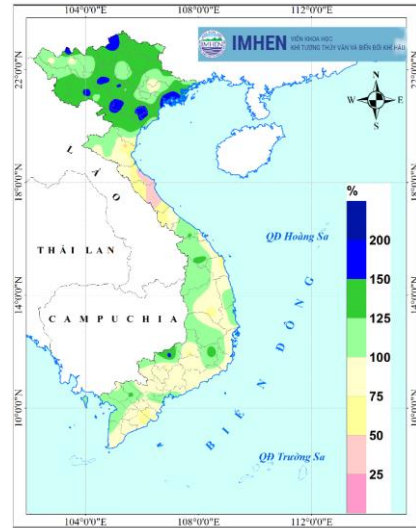 104°0'0"E 108°0'0"E 112°0'0"E
IMHEN
VIỆN KHOA HỌC
KHÍ TƯỢNG THỦY VĂN VÀ BIẾN ĐỔI KHÍ HẬU
22°0'0"N
N
W E
S
L À O
18°0'0"N
%
THÁI LAN
QĐ Hoàng Sa
200
150
14°0'0"N
125
CAMPUCHIA
100
BIỂN ĐÔNG
75
10°0'0"N
50
QĐ Trường Sa
25
104°0'0"E 108°0'0"E 112°0'0"E